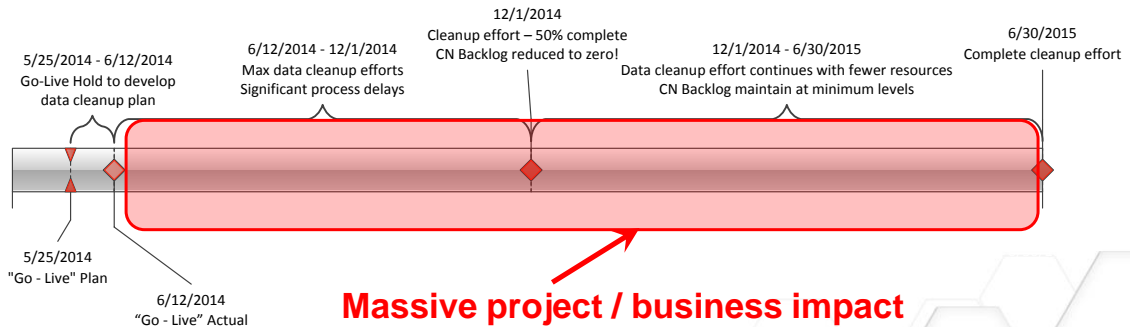 12/1/2014
Cleanup effort – 50% complete
CN Backlog reduced to zero!
5/25/2014 - 6/12/2014
Go-Live Hold to develop
data cleanup plan
6/12/2014 - 12/1/2014
Max data cleanup efforts
Significant process delays
12/1/2014 - 6/30/2015
Data cleanup effort continues with fewer resources
CN Backlog maintain at minimum levels
6/30/2015
Complete cleanup effort
5/25/2014
"Go - Live" Plan
6/12/2014
“Go - Live” Actual
Massive project / business impact